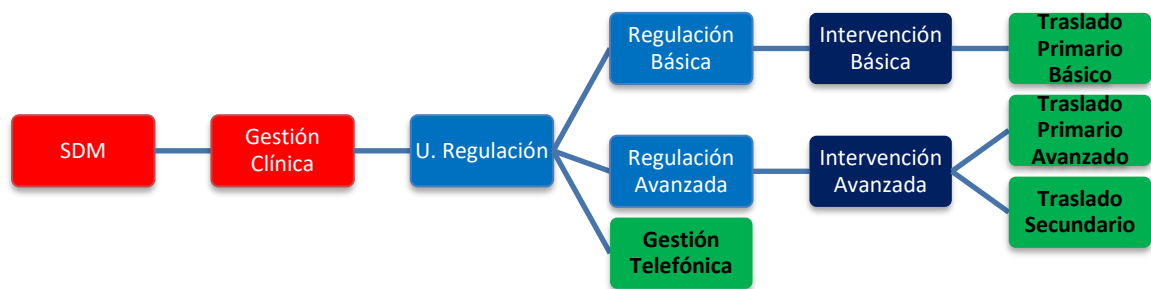 SDM
Gestión
Clínica
U. Regulación
Regulación
Básica
Intervención
Básica
Traslado
Primario
Básico
Regulación
Avanzada
Intervención
Avanzada
Traslado
Primario
Avanzado
Traslado
Secundario
Gestión
Telefónica